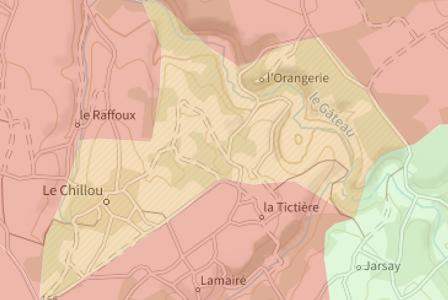 l'Orangerie
le Gâteau
le Raffoux
Le Chillou
la Tictière
Jarsay
Lamairé